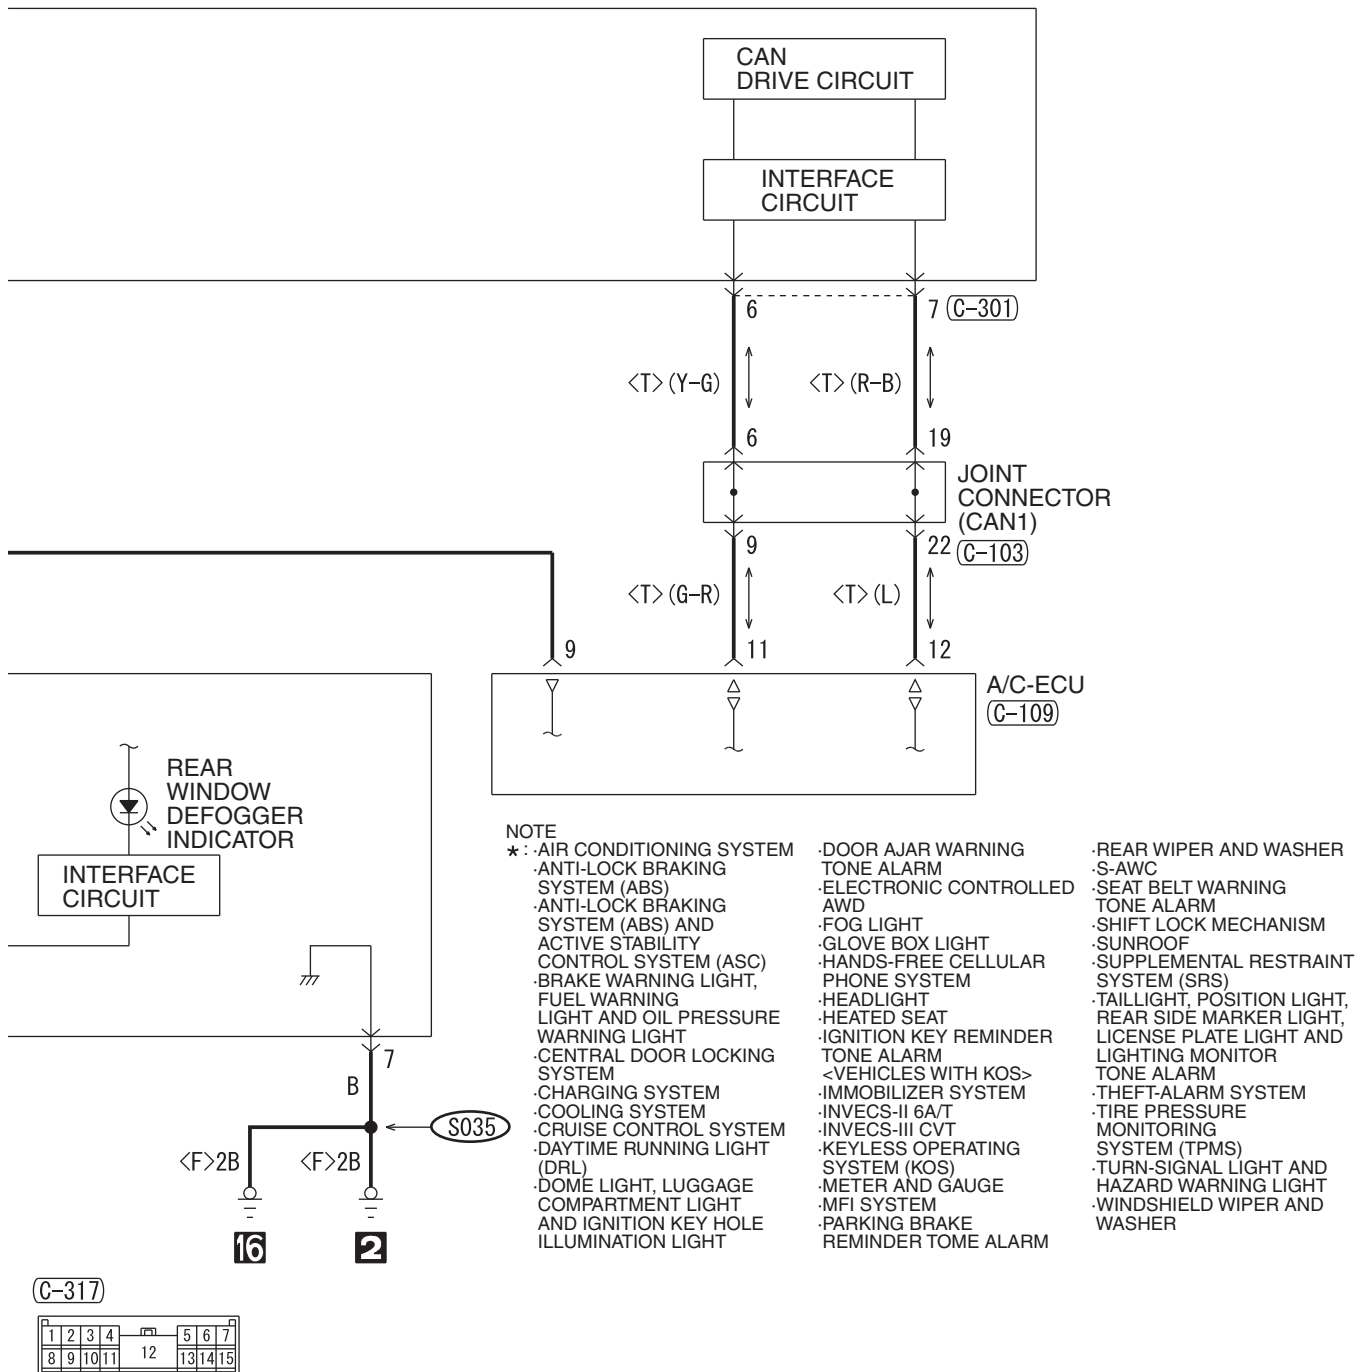 CAN
DRIVE CIRCUIT
INTERFACE
CIRCUIT
6
7 (C-301)
<T>(Y-G)
<T>(R-B)
6
19
JOINT
CONNECTOR
(CAN1)
9
22
(C-103)
<T>(G-R)
<T>(L)
9
11
12
A/C-ECU
(C-109)
REAR
WINDOW
DEFOGGER
INDICATOR
INTERFACE
CIRCUIT
7
B
S035
<F>2B
<F>2B
16
2
NOTE
*: ·AIR CONDITIONING SYSTEM
·ANTI-LOCK BRAKING
SYSTEM (ABS)
·ANTI-LOCK BRAKING
SYSTEM (ABS) AND
ACTIVE STABILITY
CONTROL SYSTEM (ASC)
·BRAKE WARNING LIGHT,
FUEL WARNING
LIGHT AND OIL PRESSURE
WARNING LIGHT
·CENTRAL DOOR LOCKING
SYSTEM
·CHARGING SYSTEM
·COOLING SYSTEM
·CRUISE CONTROL SYSTEM
·DAYTIME RUNNING LIGHT
(DRL)
·DOME LIGHT, LUGGAGE
COMPARTMENT LIGHT
AND IGNITION KEY HOLE
ILLUMINATION LIGHT
·DOOR AJAR WARNING
TONE ALARM
·ELECTRONIC CONTROLLED
AWD
·FOG LIGHT
·GLOVE BOX LIGHT
·HANDS-FREE CELLULAR
PHONE SYSTEM
·HEADLIGHT
·HEATED SEAT
·IGNITION KEY REMINDER
TONE ALARM
<VEHICLES WITH KOS>
·IMMOBILIZER SYSTEM
·INVECS-II 6A/T
·INVECS-III CVT
·KEYLESS OPERATING
SYSTEM (KOS)
·METER AND GAUGE
·MFI SYSTEM
·PARKING BRAKE
REMINDER TOME ALARM
·REAR WIPER AND WASHER
·S-AWC
·SEAT BELT WARNING
TONE ALARM
·SHIFT LOCK MECHANISM
·SUNROOF
·SUPPLEMENTAL RESTRAINT
SYSTEM (SRS)
·TAILLIGHT, POSITION LIGHT,
REAR SIDE MARKER LIGHT,
LICENSE PLATE LIGHT AND
LIGHTING MONITOR
TONE ALARM
·THEFT-ALARM SYSTEM
·TIRE PRESSURE
MONITORING
SYSTEM (TPMS)
·TURN-SIGNAL LIGHT AND
HAZARD WARNING LIGHT
·WINDSHIELD WIPER AND
WASHER
(C-317)
1 2 3 4 5 6 7
8 9 10 11 12 13 14 15